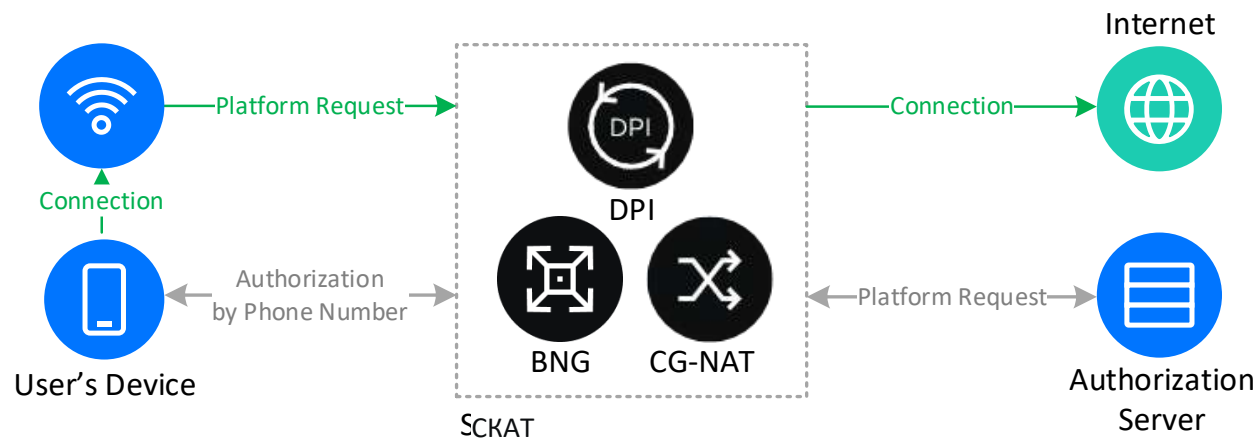 Internet
Platform Request
DPI
Connection
Connection
DPI
Authorization
by Phone Number
Platform Request
BNG
CG-NAT
User's Device
Authorization
Server
SСКАТ